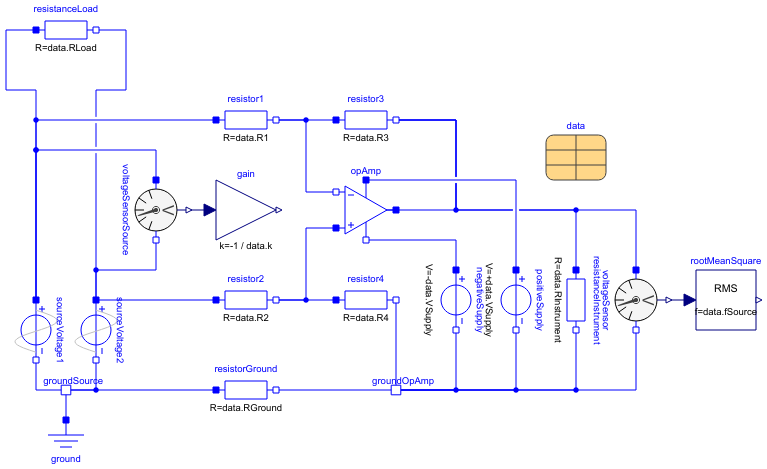 resistanceLoad
R=data.RLoad
resistor1
R=data.R1
resistor3
R=data.R3
data
voltageSensorSource
gain
k=-1 / data.k
opAmp
−
+
resistor2
R=data.R2
resistor4
R=data.R4
sourceVoltage1
+
−
sourceVoltage2
+
−
V=-data.VSupply
negativeSupply
+
−
V=+data.VSupply
positiveSupply
+
−
R=data.RInstrument
resistanceInstrument
voltageSensor
rootMeanSquare
RMS
f=data.fSource
groundSource
resistorGround
R=data.RGround
groundOpAmp
ground